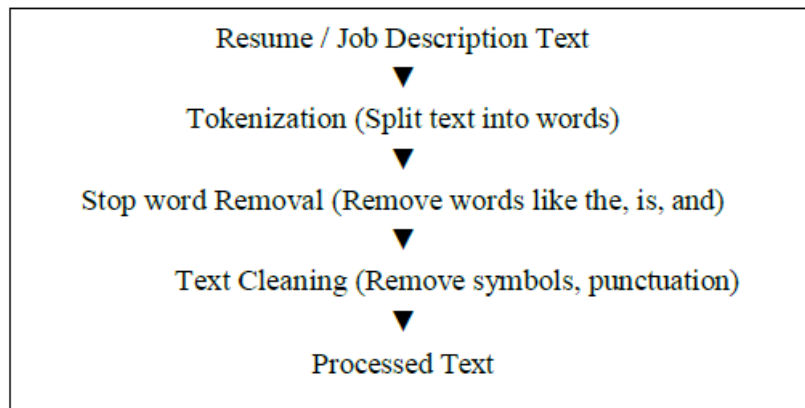 Resume / Job Description Text
▼
Tokenization (Split text into words)
▼
Stop word Removal (Remove words like the, is, and)
▼
Text Cleaning (Remove symbols, punctuation)
▼
Processed Text